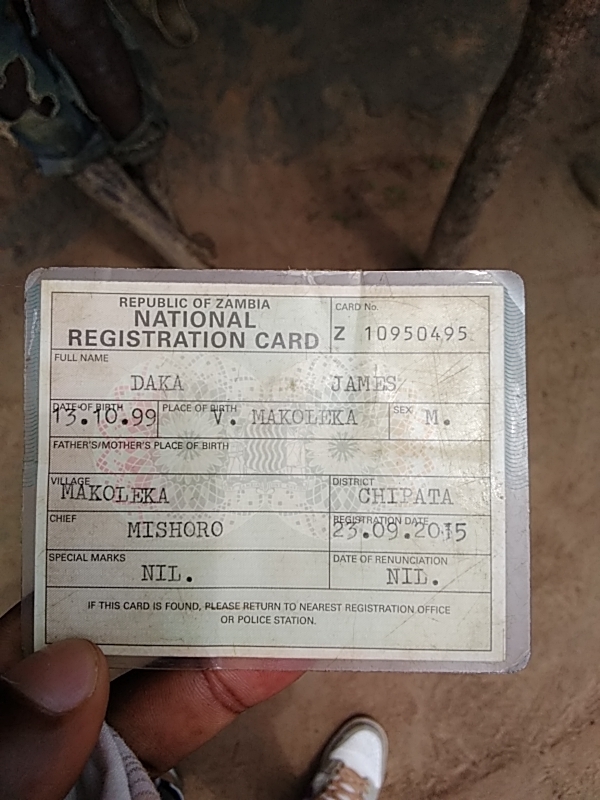 REPUBLIC OF ZAMBIA
NATIONAL
REGISTRATION CARD
CARD No.
Z 10950495
FULL NAME
DAKA JAMES
DATE OF BIRTH
13.10.99
PLACE OF BIRTH
V. MAKOLEKA
SEX
M.
FATHER'S/MOTHER'S PLACE OF BIRTH
VILLAGE
MAKOLEKA
DISTRICT
CHIPATA
CHIEF
MISHORO
REGISTRATION DATE
23.09.2015
SPECIAL MARKS
NIL.
DATE OF RENUNCIATION
NIL.
IF THIS CARD IS FOUND, PLEASE RETURN TO NEAREST REGISTRATION OFFICE
OR POLICE STATION.